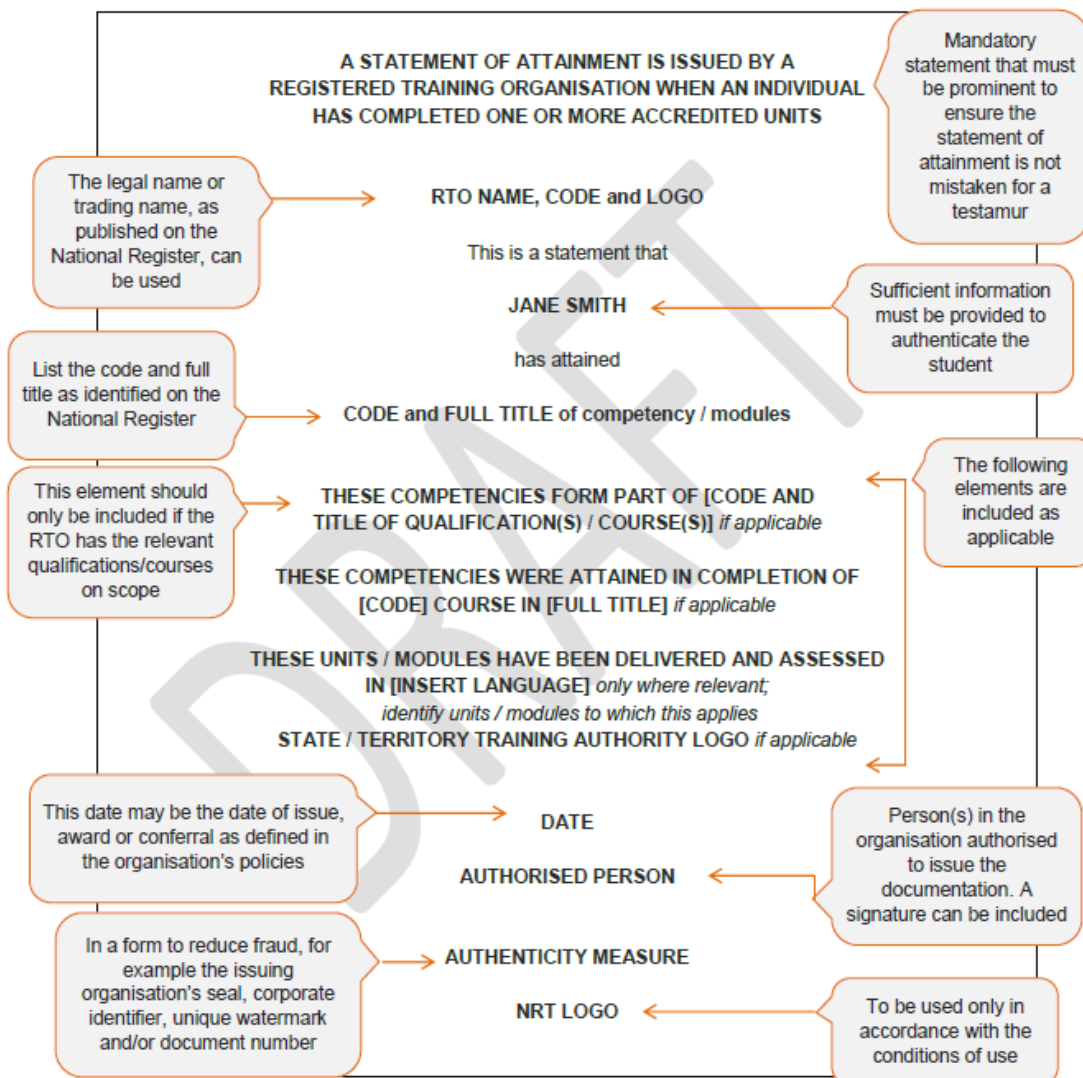 A STATEMENT OF ATTAINMENT IS ISSUED BY A
REGISTERED TRAINING ORGANISATION WHEN AN INDIVIDUAL
HAS COMPLETED ONE OR MORE ACCREDITED UNITS
Mandatory
statement that must
be prominent to
ensure the
statement of
attainment is not
mistaken for a
testamur
The legal name or
trading name, as
published on the
National Register, can
be used
RTO NAME, CODE and LOGO
This is a statement that
JANE SMITH
Sufficient information
must be provided to
authenticate the
student
has attained
List the code and full
title as identified on the
National Register
CODE and FULL TITLE of competency / modules
This element should
only be included if the
RTO has the relevant
qualifications/courses
on scope
THESE COMPETENCIES FORM PART OF [CODE AND
TITLE OF QUALIFICATION(S) / COURSE(S)] if applicable
The following
elements are
included as
applicable
THESE COMPETENCIES WERE ATTAINED IN COMPLETION OF
[CODE] COURSE IN [FULL TITLE] if applicable
THESE UNITS / MODULES HAVE BEEN DELIVERED AND ASSESSED
IN [INSERT LANGUAGE] only where relevant;
identify units / modules to which this applies
STATE / TERRITORY TRAINING AUTHORITY LOGO if applicable
This date may be the date of issue,
award or conferral as defined in
the organisation's policies
DATE
AUTHORISED PERSON
Person(s) in the
organisation authorised
to issue the
documentation. A
signature can be included
In a form to reduce fraud, for
example the issuing
organisation's seal, corporate
identifier, unique watermark
and/or document number
AUTHENTICITY MEASURE
NRT LOGO
To be used only in
accordance with the
conditions of use
DRAFT